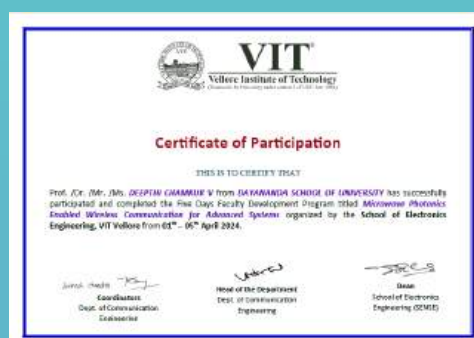 VIT
Vellore Institute of Technology
Certificate of Participation
THIS IS TO CERTIFY THAT
Prof. /Dr. /Mr. /Ms. DEEPTHI CHAMKUR V from DAYANANDA SCHOOL OF UNIVERSITY has successfully
participated and completed the Five Days Faculty Development Program titled Microwave Photonics
Enabled Wireless Communication for Advanced Systems organized by the School of Electronics
Engineering, VIT Vellore from 01st – 05th April 2024.
Coordinators
Dept. of Communication
Engineering
Head of the Department
Dept. of Communication
Engineering
Dean
School of Electronics
Engineering (SENSE)